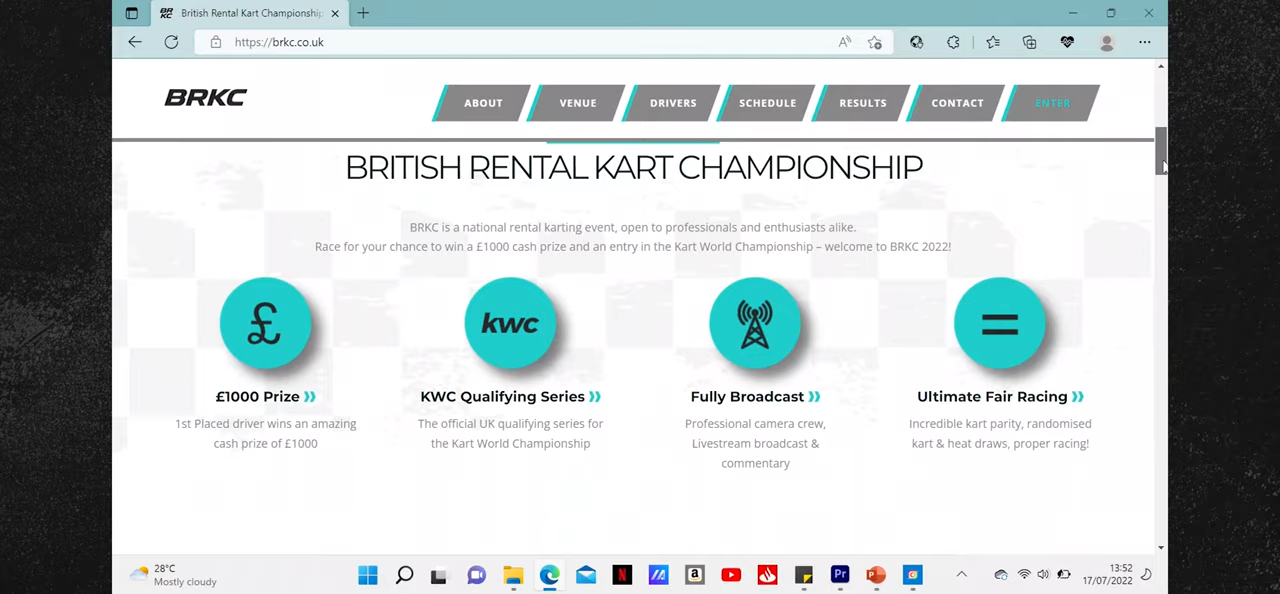 British Rental Kart Championship
https://brkc.co.uk
BRKC
ABOUT
VENUE
DRIVERS
SCHEDULE
RESULTS
CONTACT
ENTER
BRITISH RENTAL KART CHAMPIONSHIP
BRKC is a national rental karting event, open to professionals and enthusiasts alike.
Race for your chance to win a £1000 cash prize and an entry in the Kart World Championship – welcome to BRKC 2022!
£
kwc
=
£1000 Prize »
KWC Qualifying Series »
Fully Broadcast »
Ultimate Fair Racing »
1st Placed driver wins an amazing
cash prize of £1000
The official UK qualifying series for
the Kart World Championship
Professional camera crew,
Livestream broadcast &
commentary
Incredible kart parity, randomised
kart & heat draws, proper racing!
28°C
Mostly cloudy
13:52
17/07/2022